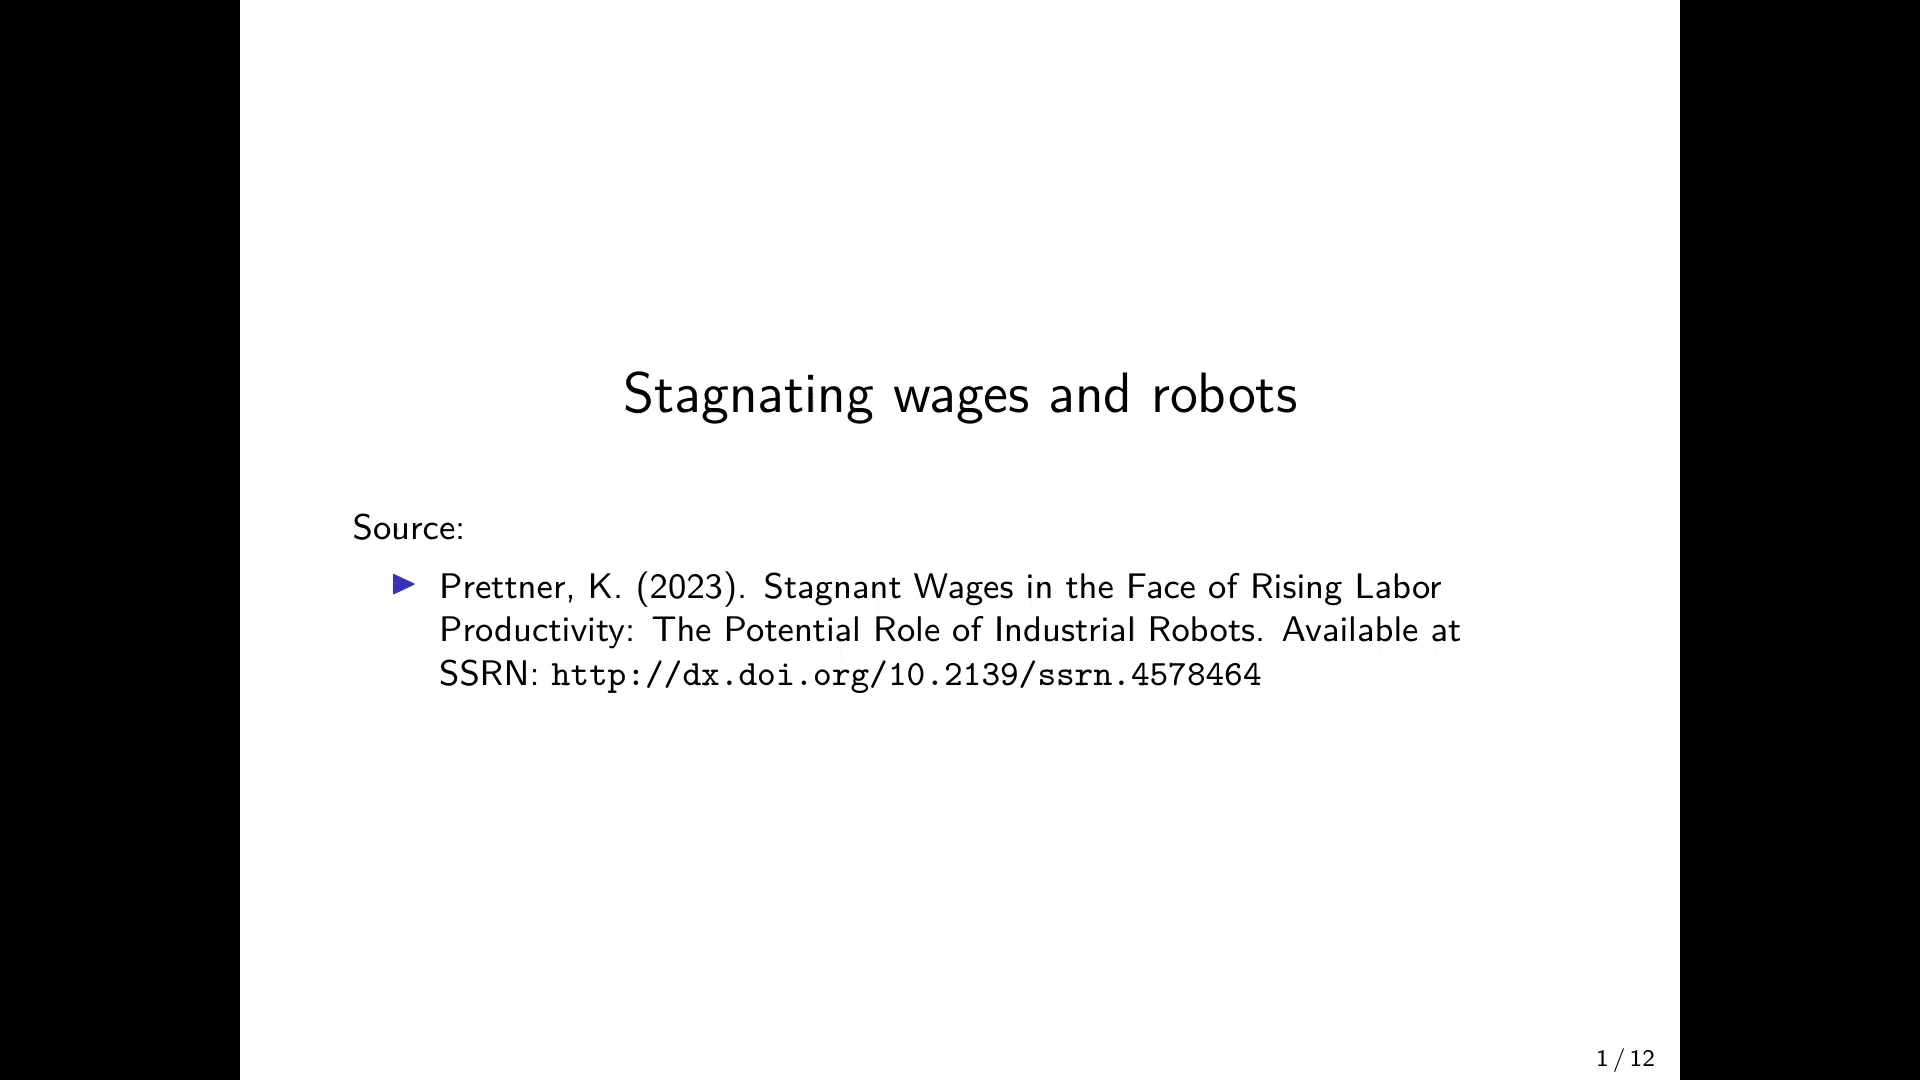 Stagnating wages and robots
Source:
▶ Prettner, K. (2023). Stagnant Wages in the Face of Rising Labor
Productivity: The Potential Role of Industrial Robots. Available at
SSRN: http://dx.doi.org/10.2139/ssrn.4578464
1 / 12